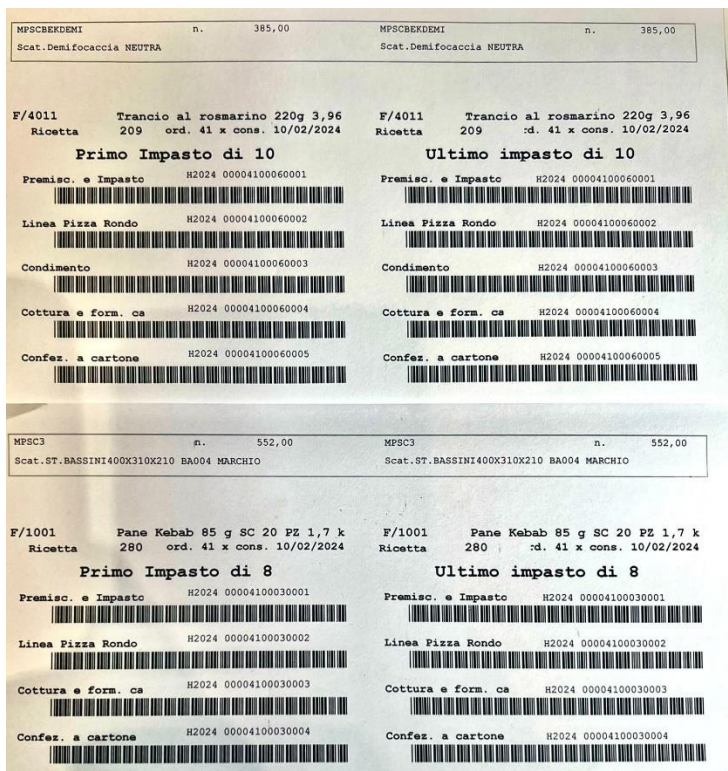 MPSCBEKDEMI n. 385,00 MPSCBEKDEMI n. 385,00
Scat.Demifocaccia NEUTRA Scat.Demifocaccia NEUTRA
F/4011 Trancio al rosmarino 220g 3,96 F/4011 Trancio al rosmarino 220g 3,96
Ricetta 209 ord. 41 x cons. 10/02/2024 Ricetta 209 :d. 41 x cons. 10/02/2024
Primo Impasto di 10 Ultimo impasto di 10
Premisc. e Impasto H2024 00004100060001 Premisc. e Impasto H2024 00004100060001
Linea Pizza Rondo H2024 00004100060002 Linea Pizza Rondo H2024 00004100060002
Condimento H2024 00004100060003 Condimento H2024 00004100060003
Cottura e form. ca H2024 00004100060004 Cottura e form. ca H2024 00004100060004
Confez. a cartone H2024 00004100060005 Confez. a cartone H2024 00004100060005
MPSC3 n. 552,00 MPSC3 n. 552,00
Scat.ST.BASSINI400X310X210 BA004 MARCHIO Scat.ST.BASSINI400X310X210 BA004 MARCHIO
F/1001 Pane Kebab 85 g SC 20 PZ 1,7 k F/1001 Pane Kebab 85 g SC 20 PZ 1,7 k
Ricetta 280 ord. 41 x cons. 10/02/2024 Ricetta 280 :d. 41 x cons. 10/02/2024
Primo Impasto di 8 Ultimo impasto di 8
Premisc. e Impasto H2024 00004100030001 Premisc. e Impasto H2024 00004100030001
Linea Pizza Rondo H2024 00004100030002 Linea Pizza Rondo H2024 00004100030002
Cottura e form. ca H2024 00004100030003 Cottura e form. ca H2024 00004100030003
Confez. a cartone H2024 00004100030004 Confez. a cartone H2024 00004100030004